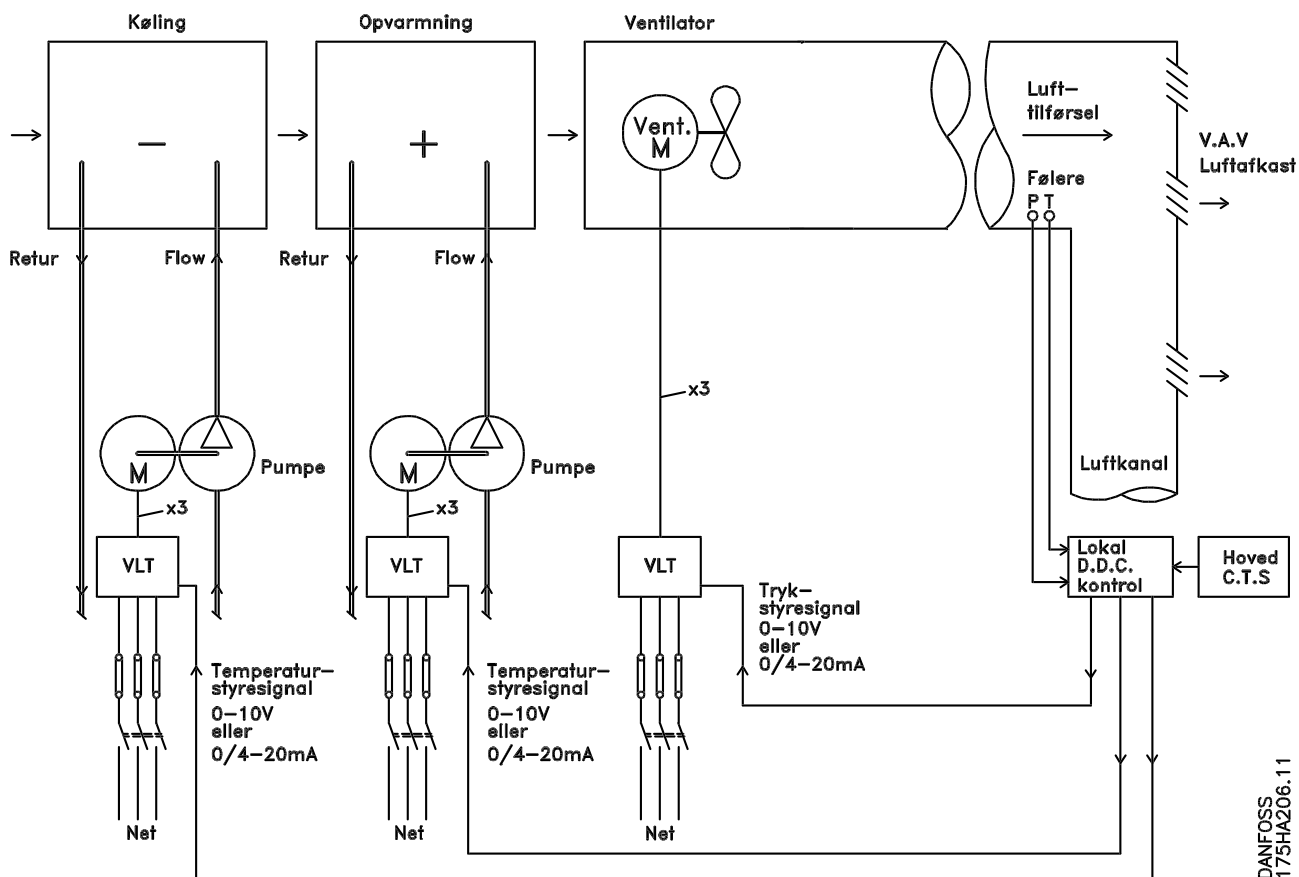 Køling
Opvarmning
Ventilator
–
+
Vent.
M
Luft–
tilførsel
V.A.V
Luftafkast
Følere
P T
Retur
Flow
Retur
Flow
x3
M
Pumpe
M
Pumpe
Luftkanal
x3
x3
VLT
VLT
VLT
Lokal
D.D.C.
kontrol
Hoved
C.T.S
Tryk–
styresignal
0–10V
eller
0/4–20mA
Temperatur–
styresignal
0–10V
eller
0/4–20mA
Temperatur–
styresignal
0–10V
eller
0/4–20mA
Net
Net
Net
DANFOSS
175HA206.11